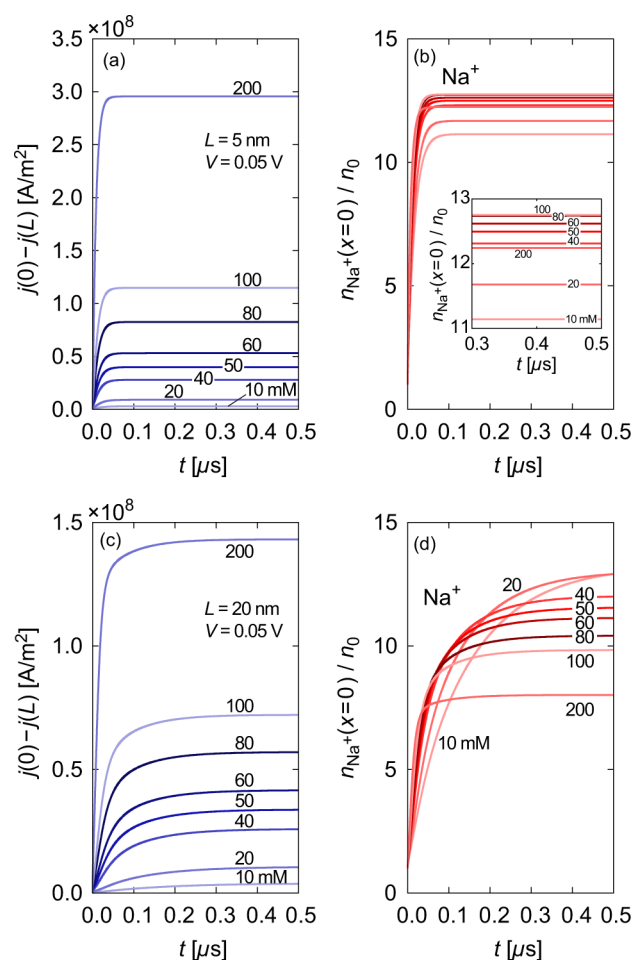 ×10⁸
3.5
3.0
2.5
2.0
1.5
1.0
0.5
0.0
j(0) – j(L) [A/m²]
(a)
200
L = 5 nm
V = 0.05 V
100
80
60
50
40
20
10 mM
0.0 0.1 0.2 0.3 0.4 0.5
t [μs]
15
10
5
0
n_Na⁺(x=0) / n₀
(b)
Na⁺
13
12
11
n_Na⁺(x=0) / n₀
100
80
60
50
40
200
20
10 mM
0.3 0.4 0.5
t [μs]
0.0 0.1 0.2 0.3 0.4 0.5
t [μs]
×10⁸
1.5
1.0
0.5
0.0
j(0) – j(L) [A/m²]
(c)
200
L = 20 nm
V = 0.05 V
100
80
60
50
40
20
10 mM
0.0 0.1 0.2 0.3 0.4 0.5
t [μs]
15
10
5
0
n_Na⁺(x=0) / n₀
(d)
Na⁺
20
40
50
60
80
100
200
10 mM
0.0 0.1 0.2 0.3 0.4 0.5
t [μs]